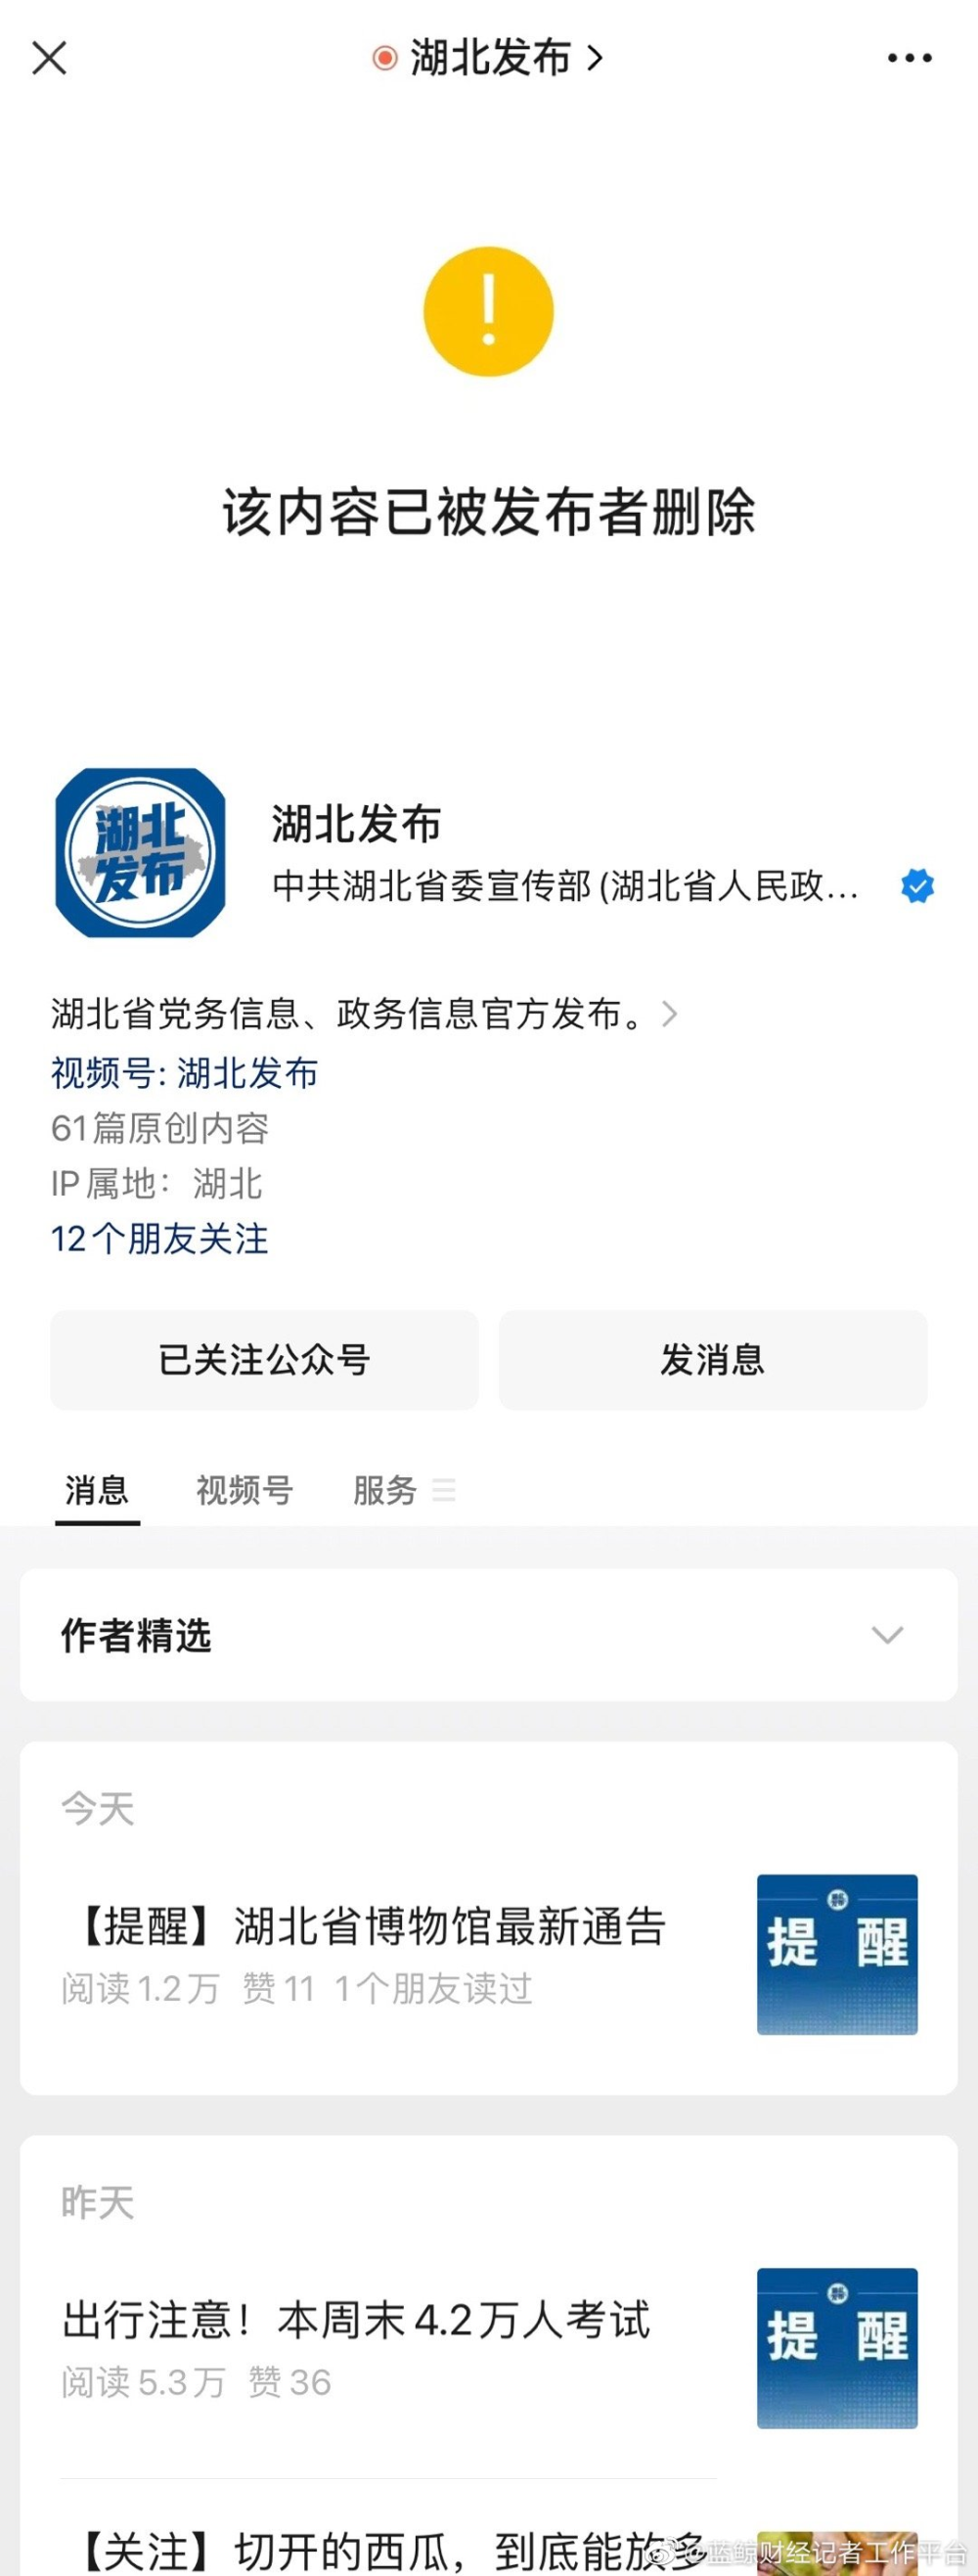 湖北发布
该内容已被发布者删除
湖北
发布
湖北发布
中共湖北省委宣传部(湖北省人民政...
湖北省党务信息、政务信息官方发布。
视频号: 湖北发布
61篇原创内容
IP属地： 湖北
12个朋友关注
已关注公众号 发消息
消息 视频号 服务
作者精选
今天
【提醒】湖北省博物馆最新通告
阅读1.2万 赞11 1个朋友读过
提 醒
昨天
出行注意！本周末4.2万人考试
阅读5.3万 赞36
提 醒
【关注】切开的西瓜，到底能放多
@蓝鲸财经记者工作平台